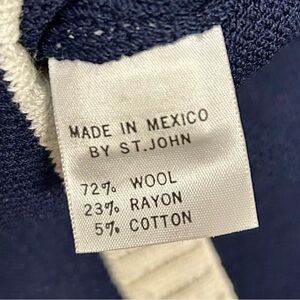 MADE IN MEXICO
BY ST.JOHN
72% WOOL
23% RAYON
5% COTTON